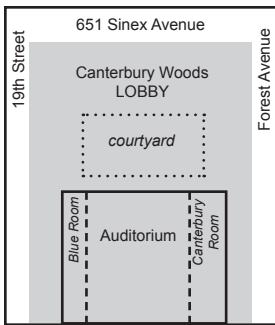 651 Sinex Avenue
19th Street
Forest Avenue
Canterbury Woods
LOBBY
courtyard
Blue Room
Auditorium
Canterbury
Room